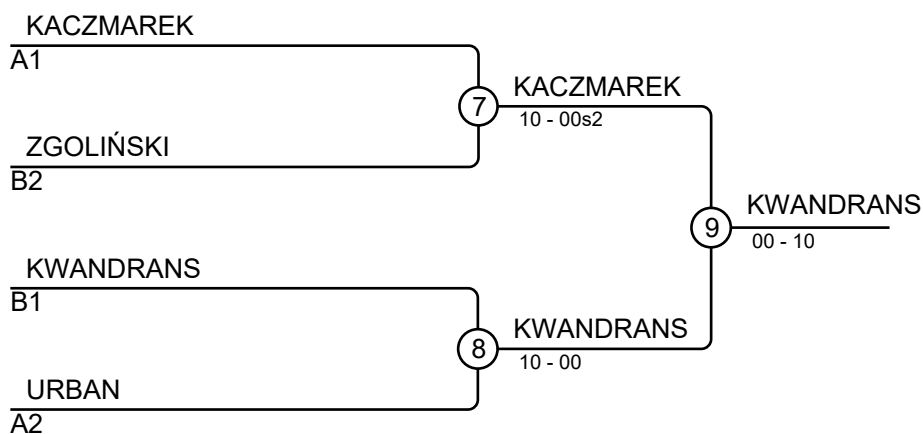 KACZMAREK
A1
7
KACZMAREK
10 - 00s2
ZGOLIŃSKI
B2
9
KWANDRANS
00 - 10
KWANDRANS
B1
8
KWANDRANS
10 - 00
URBAN
A2